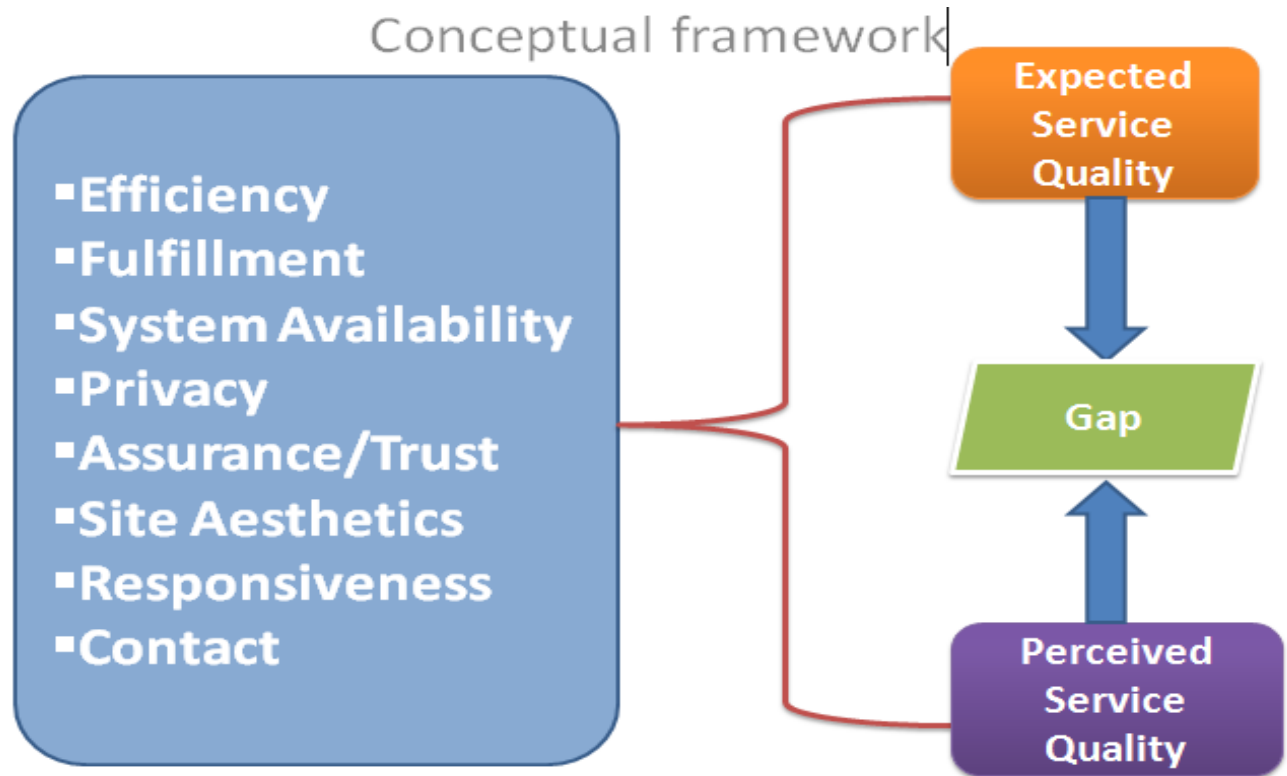 Conceptual framework
▪Efficiency
▪Fulfillment
▪System Availability
▪Privacy
▪Assurance/Trust
▪Site Aesthetics
▪Responsiveness
▪Contact
Expected
Service
Quality
Gap
Perceived
Service
Quality